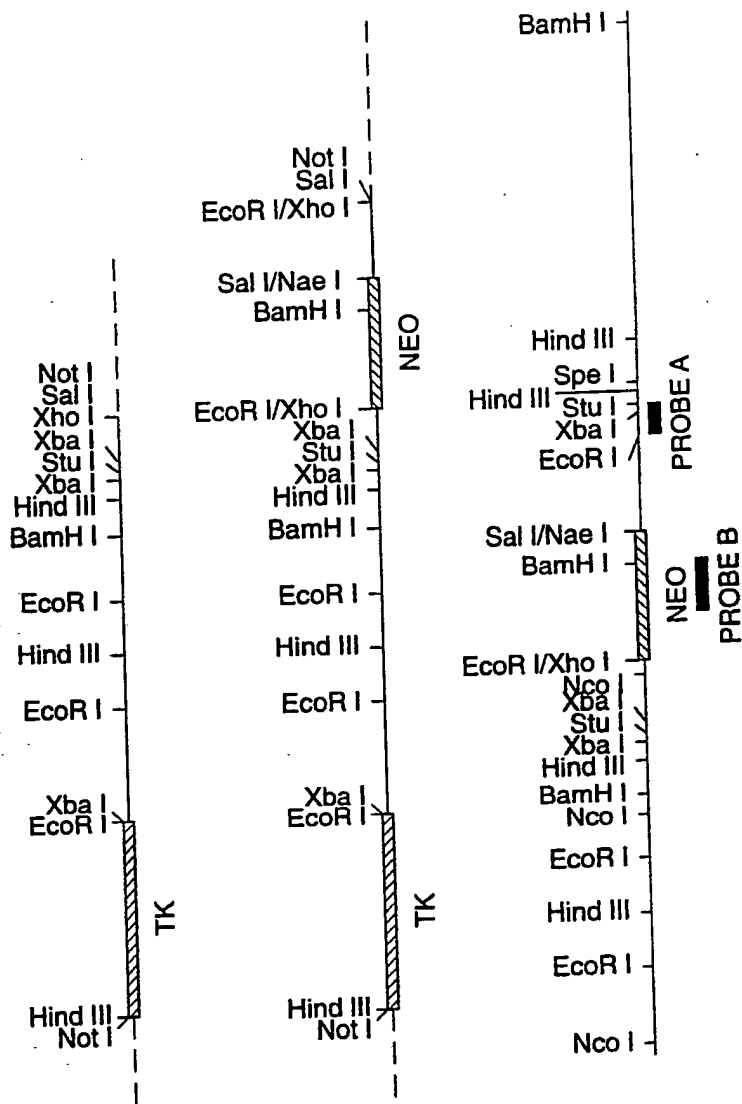 Not I
Sal I
Xho I
Xba I
Stu I
Xba I
Hind III
BamH I
EcoR I
Hind III
EcoR I
Xba I
EcoR I
TK
Hind III
Not I
Not I
Sal I
EcoR I/Xho I
Sal I/Nae I
BamH I
NEO
EcoR I/Xho I
Xba I
Stu I
Xba I
Hind III
BamH I
EcoR I
Hind III
EcoR I
Xba I
EcoR I
TK
Hind III
Not I
BamH I
Hind III
Spe I
Hind III
Stu I
Xba I
EcoR I
PROBE A
Sal I/Nae I
BamH I
NEO
PROBE B
EcoR I/Xho I
Nco I
Xba I
Stu I
Xba I
Hind III
BamH I
Nco I
EcoR I
Hind III
EcoR I
Nco I